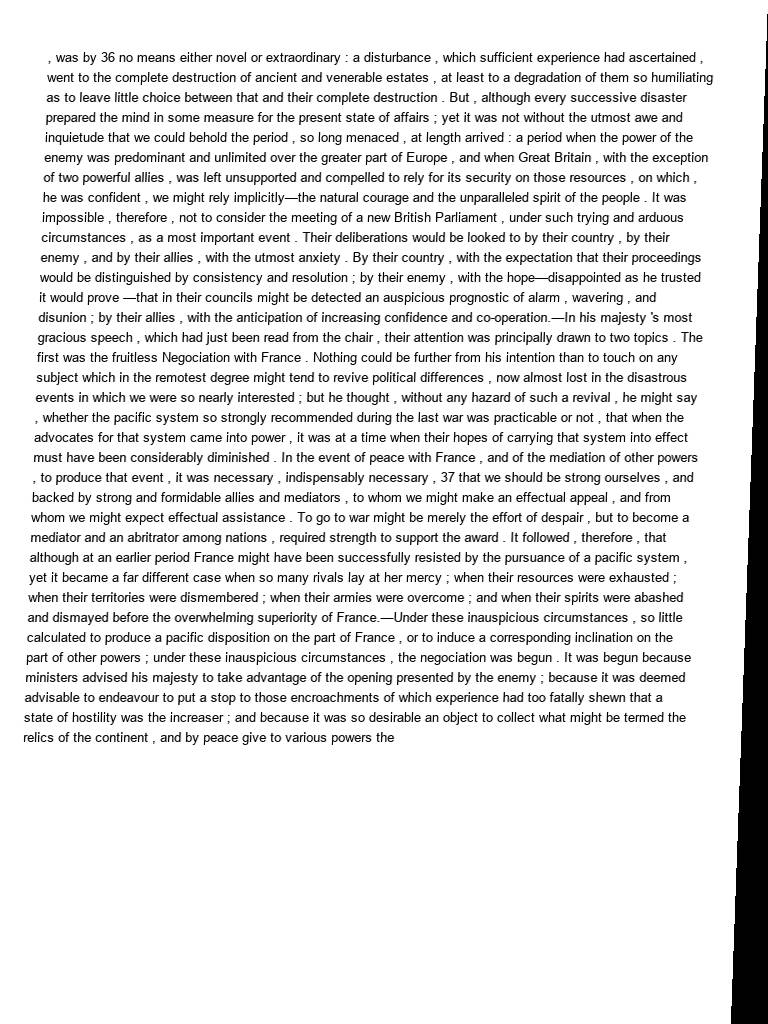 , was by 36 no means either novel or extraordinary : a disturbance , which sufficient experience had ascertained ,
went to the complete destruction of ancient and venerable estates , at least to a degradation of them so humiliating
as to leave little choice between that and their complete destruction . But , although every successive disaster
prepared the mind in some measure for the present state of affairs ; yet it was not without the utmost awe and
inquietude that we could behold the period , so long menaced , at length arrived : a period when the power of the
enemy was predominant and unlimited over the greater part of Europe , and when Great Britain , with the exception
of two powerful allies , was left unsupported and compelled to rely for its security on those resources , on which ,
he was confident , we might rely implicitly—the natural courage and the unparalleled spirit of the people . It was
impossible , therefore , not to consider the meeting of a new British Parliament , under such trying and arduous
circumstances , as a most important event . Their deliberations would be looked to by their country , by their
enemy , and by their allies , with the utmost anxiety . By their country , with the expectation that their proceedings
would be distinguished by consistency and resolution ; by their enemy , with the hope—disappointed as he trusted
it would prove —that in their councils might be detected an auspicious prognostic of alarm , wavering , and
disunion ; by their allies , with the anticipation of increasing confidence and co-operation.—In his majesty 's most
gracious speech , which had just been read from the chair , their attention was principally drawn to two topics . The
first was the fruitless Negociation with France . Nothing could be further from his intention than to touch on any
subject which in the remotest degree might tend to revive political differences , now almost lost in the disastrous
events in which we were so nearly interested ; but he thought , without any hazard of such a revival , he might say
, whether the pacific system so strongly recommended during the last war was practicable or not , that when the
advocates for that system came into power , it was at a time when their hopes of carrying that system into effect
must have been considerably diminished . In the event of peace with France , and of the mediation of other powers
, to produce that event , it was necessary , indispensably necessary , 37 that we should be strong ourselves , and
backed by strong and formidable allies and mediators , to whom we might make an effectual appeal , and from
whom we might expect effectual assistance . To go to war might be merely the effort of despair , but to become a
mediator and an abritrator among nations , required strength to support the award . It followed , therefore , that
although at an earlier period France might have been successfully resisted by the pursuance of a pacific system ,
yet it became a far different case when so many rivals lay at her mercy ; when their resources were exhausted ;
when their territories were dismembered ; when their armies were overcome ; and when their spirits were abashed
and dismayed before the overwhelming superiority of France.—Under these inauspicious circumstances , so little
calculated to produce a pacific disposition on the part of France , or to induce a corresponding inclination on the
part of other powers ; under these inauspicious circumstances , the negociation was begun . It was begun because
ministers advised his majesty to take advantage of the opening presented by the enemy ; because it was deemed
advisable to endeavour to put a stop to those encroachments of which experience had too fatally shewn that a
state of hostility was the increaser ; and because it was so desirable an object to collect what might be termed the
relics of the continent , and by peace give to various powers the